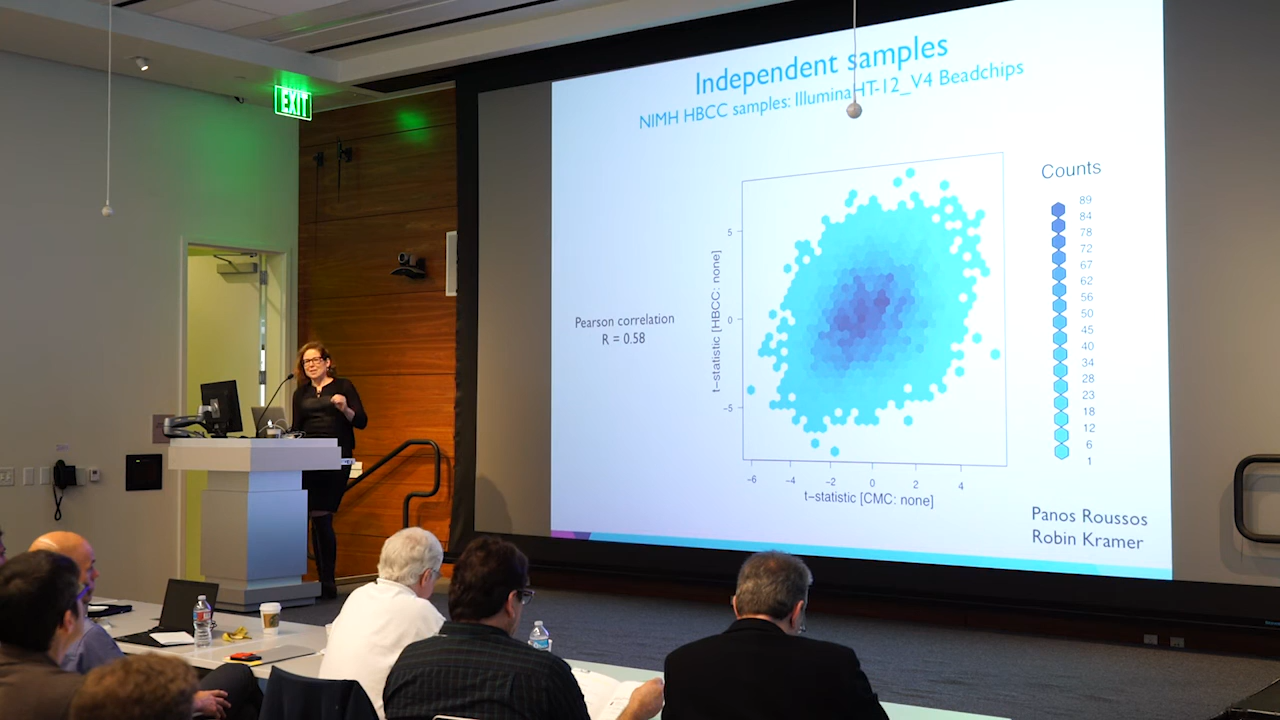 EXIT
Independent samples
NIMH HBCC samples: IlluminaHT-12_V4 Beadchips
Pearson correlation
R = 0.58
t-statistic [HBCC: none]
5
0
-5
-6 -4 -2 0 2 4
t-statistic [CMC: none]
Counts
89
84
78
72
67
62
56
50
45
40
34
28
23
18
12
6
1
Panos Roussos
Robin Kramer